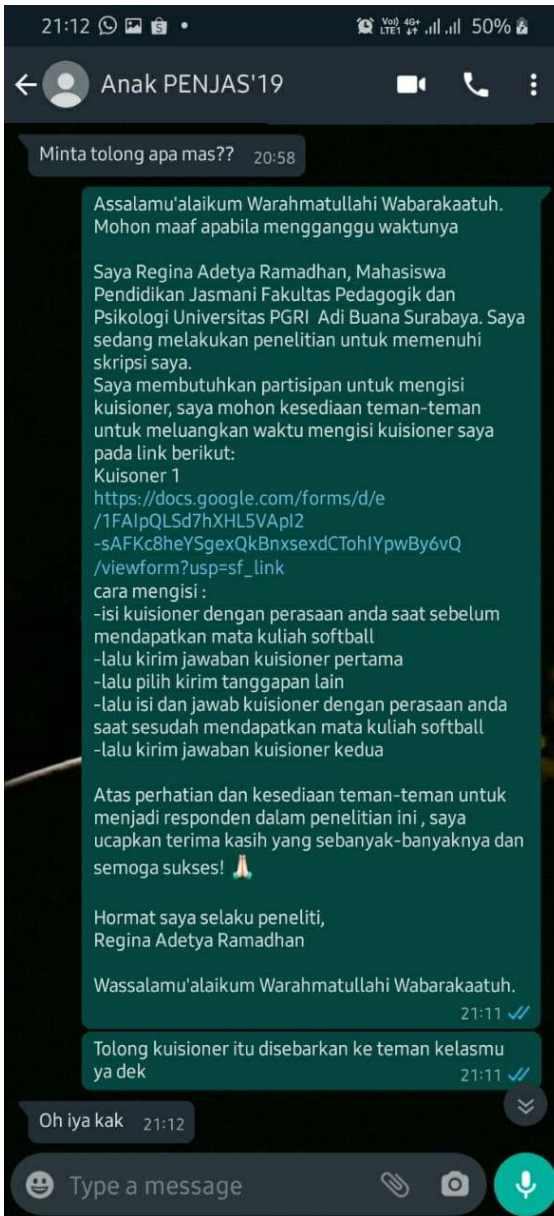 21:12
VoI) 4G+ 50%
LTE1
Anak PENJAS'19
Minta tolong apa mas?? 20:58
Assalamu'alaikum Warahmatullahi Wabarakaatuh.
Mohon maaf apabila mengganggu waktunya
Saya Regina Adetya Ramadhan, Mahasiswa
Pendidikan Jasmani Fakultas Pedagogik dan
Psikologi Universitas PGRI Adi Buana Surabaya. Saya
sedang melakukan penelitian untuk memenuhi
skripsi saya.
Saya membutuhkan partisipan untuk mengisi
kuisioner, saya mohon kesediaan teman-teman
untuk meluangkan waktu mengisi kuisioner saya
pada link berikut:
Kuisoner 1
https://docs.google.com/forms/d/e
/1FAIpQLSd7hXHL5VApI2
-sAFKc8heYSgexQkBnxsexdCTohIYpwBy6vQ
/viewform?usp=sf_link
cara mengisi :
-isi kuisioner dengan perasaan anda saat sebelum
mendapatkan mata kuliah softball
-lalu kirim jawaban kuisioner pertama
-lalu pilih kirim tanggapan lain
-lalu isi dan jawab kuisioner dengan perasaan anda
saat sesudah mendapatkan mata kuliah softball
-lalu kirim jawaban kuisioner kedua
Atas perhatian dan kesediaan teman-teman untuk
menjadi responden dalam penelitian ini , saya
ucapkan terima kasih yang sebanyak-banyaknya dan
semoga sukses! 🙏🏻
Hormat saya selaku peneliti,
Regina Adetya Ramadhan
Wassalamu'alaikum Warahmatullahi Wabarakaatuh.
21:11
Tolong kuisioner itu disebarkan ke teman kelasmu
ya dek 21:11
Oh iya kak 21:12
Type a message